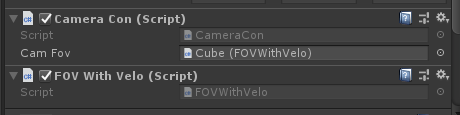 Camera Con (Script)
Script CameraCon
Cam Fov Cube (FOVWithVelo)
FOV With Velo (Script)
Script FOVWithVelo